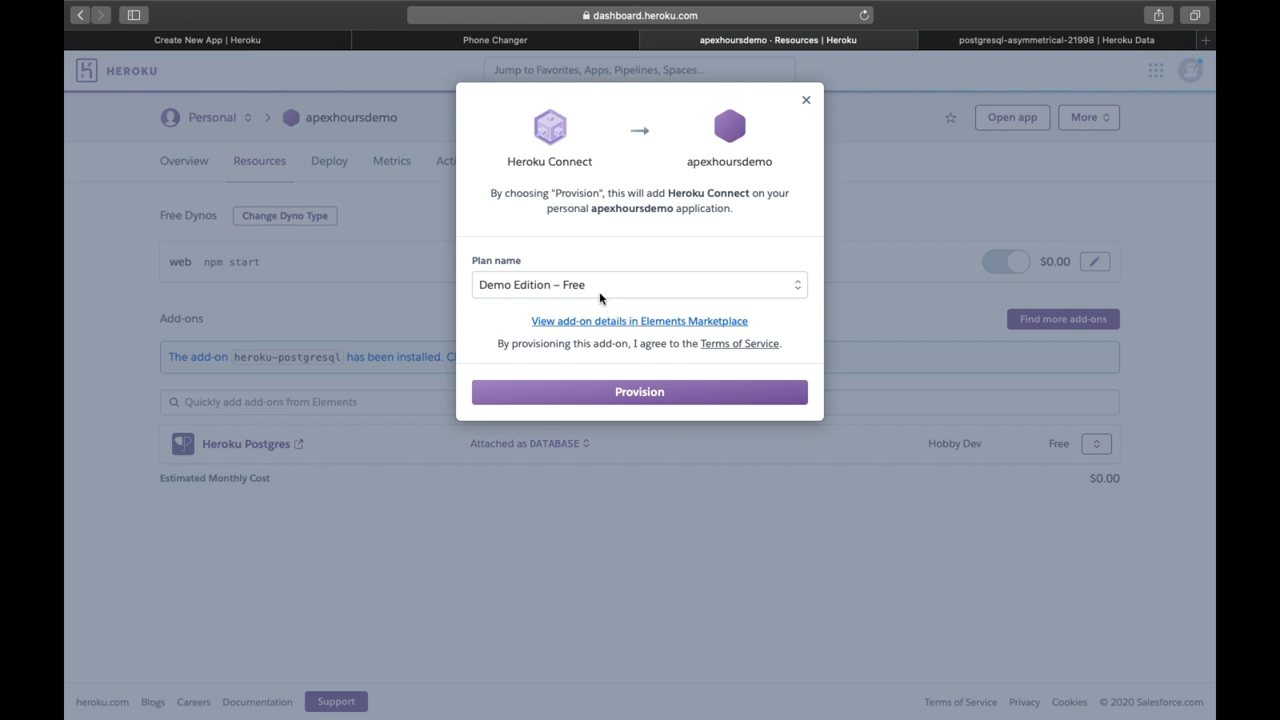 dashboard.heroku.com
Create New App | Heroku
Phone Changer
apexhoursdemo · Resources | Heroku
postgresql-asymmetrical-21998 | Heroku Data
HEROKU
Jump to Favorites, Apps, Pipelines, Spaces...
Personal
apexhoursdemo
Open app
More
Overview
Resources
Deploy
Metrics
Acti
Heroku Connect
apexhoursdemo
By choosing "Provision", this will add Heroku Connect on your
personal apexhoursdemo application.
Free Dynos
Change Dyno Type
web npm start
$0.00
Plan name
Demo Edition – Free
View add-on details in Elements Marketplace
By provisioning this add-on, I agree to the Terms of Service.
Provision
Add-ons
Find more add-ons
The add-on heroku-postgresql has been installed. C
Quickly add add-ons from Elements
Heroku Postgres
Attached as DATABASE
Hobby Dev
Free
Estimated Monthly Cost
$0.00
heroku.com
Blogs
Careers
Documentation
Support
Terms of Service
Privacy
Cookies
© 2020 Salesforce.com